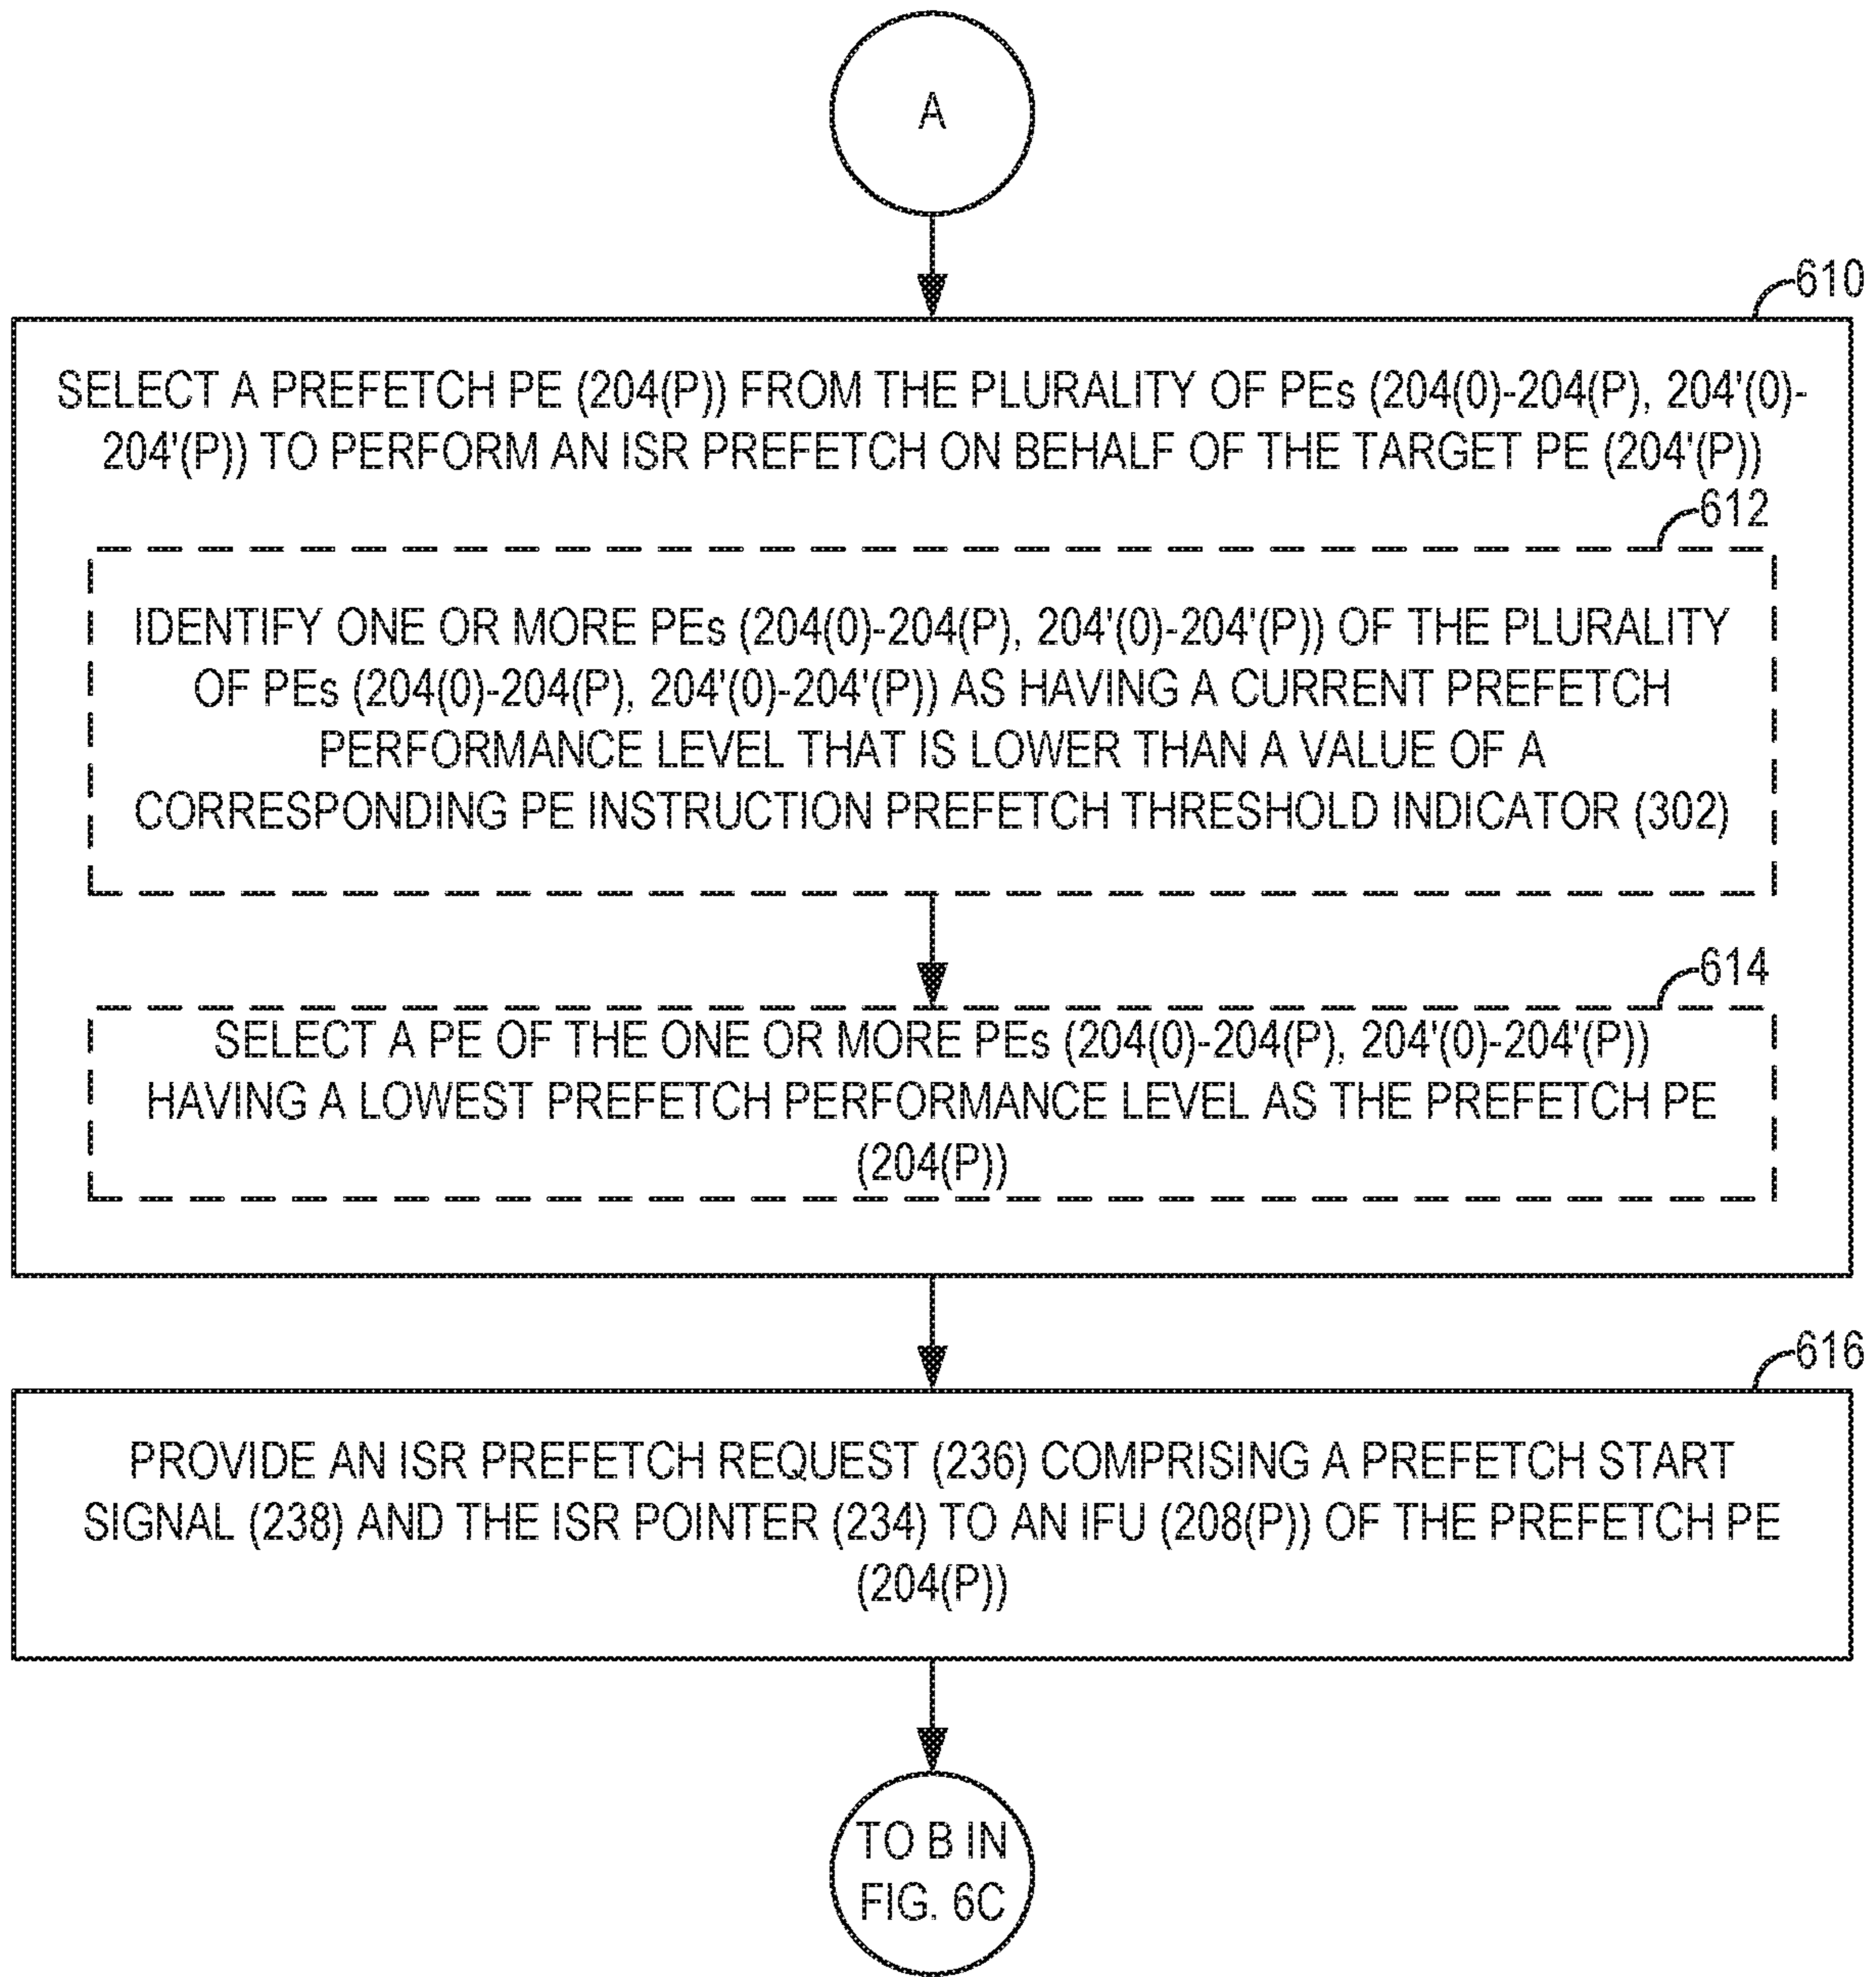 A
610
SELECT A PREFETCH PE (204(P)) FROM THE PLURALITY OF PEs (204(0)-204(P), 204'(0)-
204'(P)) TO PERFORM AN ISR PREFETCH ON BEHALF OF THE TARGET PE (204'(P))
612
IDENTIFY ONE OR MORE PEs (204(0)-204(P), 204'(0)-204'(P)) OF THE PLURALITY
OF PEs (204(0)-204(P), 204'(0)-204'(P)) AS HAVING A CURRENT PREFETCH
PERFORMANCE LEVEL THAT IS LOWER THAN A VALUE OF A
CORRESPONDING PE INSTRUCTION PREFETCH THRESHOLD INDICATOR (302)
614
SELECT A PE OF THE ONE OR MORE PEs (204(0)-204(P), 204'(0)-204'(P))
HAVING A LOWEST PREFETCH PERFORMANCE LEVEL AS THE PREFETCH PE
(204(P))
616
PROVIDE AN ISR PREFETCH REQUEST (236) COMPRISING A PREFETCH START
SIGNAL (238) AND THE ISR POINTER (234) TO AN IFU (208(P)) OF THE PREFETCH PE
(204(P))
TO B IN
FIG. 6C